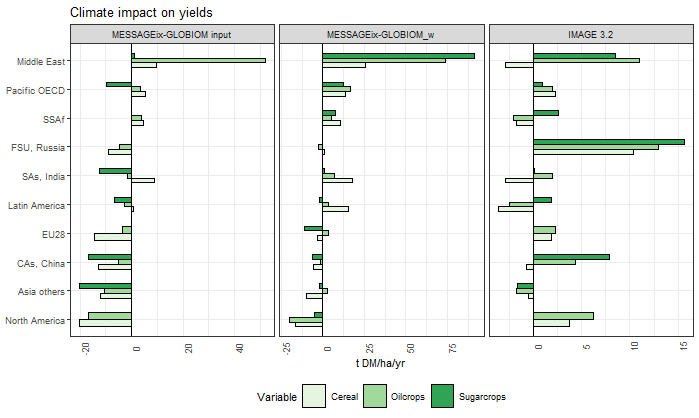 Climate impact on yields
MESSAGEix-GLOBIOM input
MESSAGEix-GLOBIOM_w
IMAGE 3.2
Middle East
Pacific OECD
SSAf
FSU, Russia
SAs, India
Latin America
EU28
CAs, China
Asia others
North America
-20 0 20 40
-25 0 25 50 75
0 5 10 15
t DM/ha/yr
Variable Cereal Oilcrops Sugarcrops